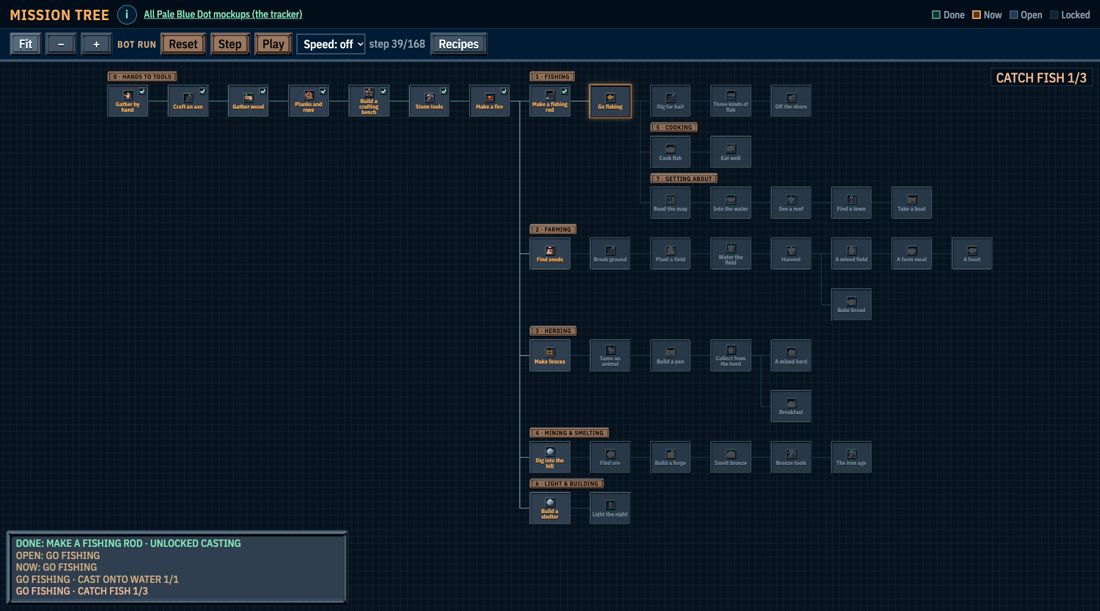 MISSION TREE
i
All Pale Blue Dot mockups (the tracker)
Done
Now
Open
Locked
Fit
−
+
BOT RUN
Reset
Step
Play
Speed: off
step 39/168
Recipes
CATCH FISH 1/3
0 · HANDS TO TOOLS
Gather by hand
Craft an axe
Gather wood
Planks and rope
Build a crafting bench
Stone tools
Make a fire
1 · FISHING
Make a fishing rod
Go fishing
Dig for bait
Three kinds of fish
Off the shore
5 · COOKING
Cook fish
Eat well
7 · GETTING ABOUT
Read the map
Into the water
See a reef
Find a town
Take a boat
2 · FARMING
Find seeds
Break ground
Plant a field
Water the field
Harvest
A mixed field
A farm meal
A feast
Bake bread
3 · HERDING
Make fences
Tame an animal
Build a pen
Collect from the herd
A mixed herd
Breakfast
4 · MINING & SMELTING
Dig into the hill
Find ore
Build a forge
Smelt bronze
Bronze tools
The iron age
6 · LIGHT & BUILDING
Build a shelter
Light the night
DONE: MAKE A FISHING ROD · UNLOCKED CASTING
OPEN: GO FISHING
NOW: GO FISHING
GO FISHING · CAST ONTO WATER 1/1
GO FISHING · CATCH FISH 1/3